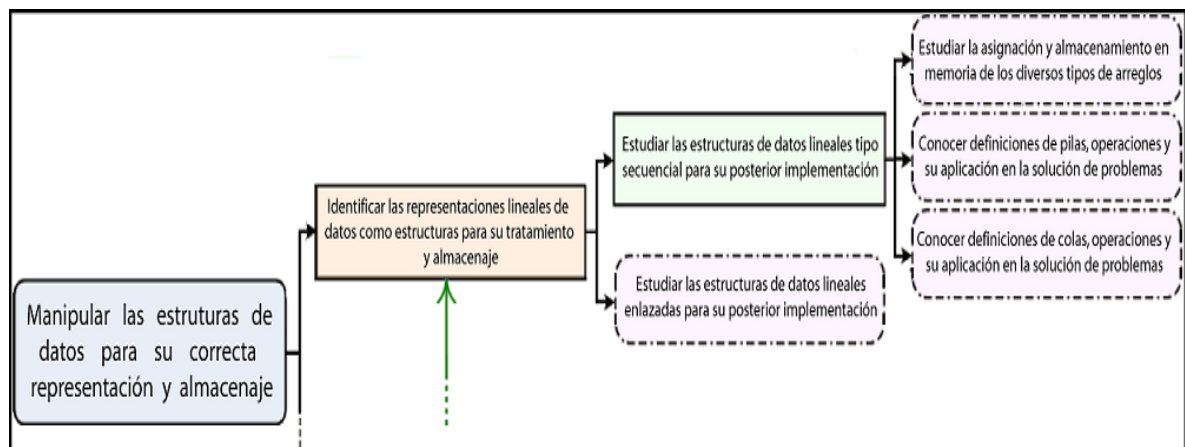 Estudiar la asignación y almacenamiento en
memoria de los diversos tipos de arreglos
Estudiar las estructuras de datos lineales tipo
secuencial para su posterior implementación
Conocer definiciones de pilas, operaciones y
su aplicación en la solución de problemas
Identificar las representaciones lineales de
datos como estructuras para su tratamiento
y almacenaje
Conocer definiciones de colas, operaciones y
su aplicación en la solución de problemas
Estudiar las estructuras de datos lineales
enlazadas para su posterior implementación
Manipular las estruturas de
datos para su correcta
representación y almacenaje